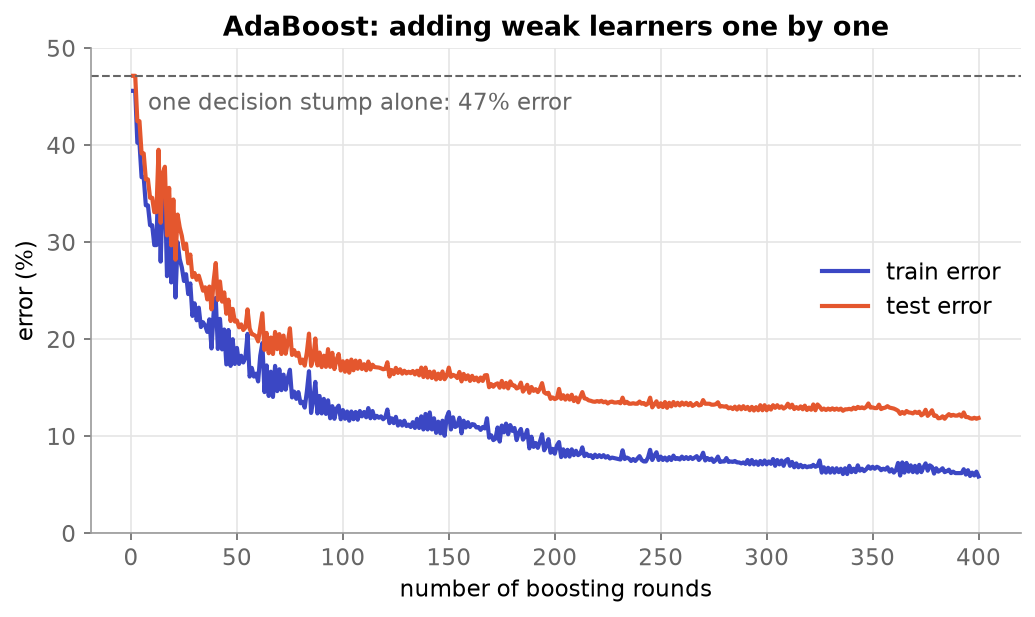 AdaBoost: adding weak learners one by one
50
40
30
20
10
0
error (%)
one decision stump alone: 47% error
train error
test error
0 50 100 150 200 250 300 350 400
number of boosting rounds